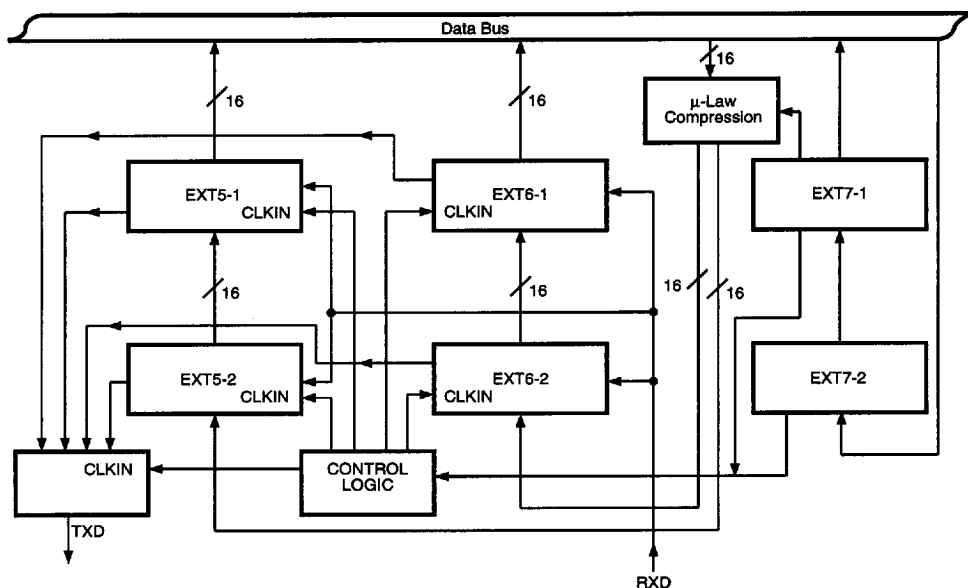 Data Bus
16
16
16
μ-Law
Compression
EXT5-1
CLKIN
EXT6-1
CLKIN
EXT7-1
16
16
16
16
EXT5-2
CLKIN
EXT6-2
CLKIN
EXT7-2
CLKIN
CONTROL
LOGIC
TXD
RXD